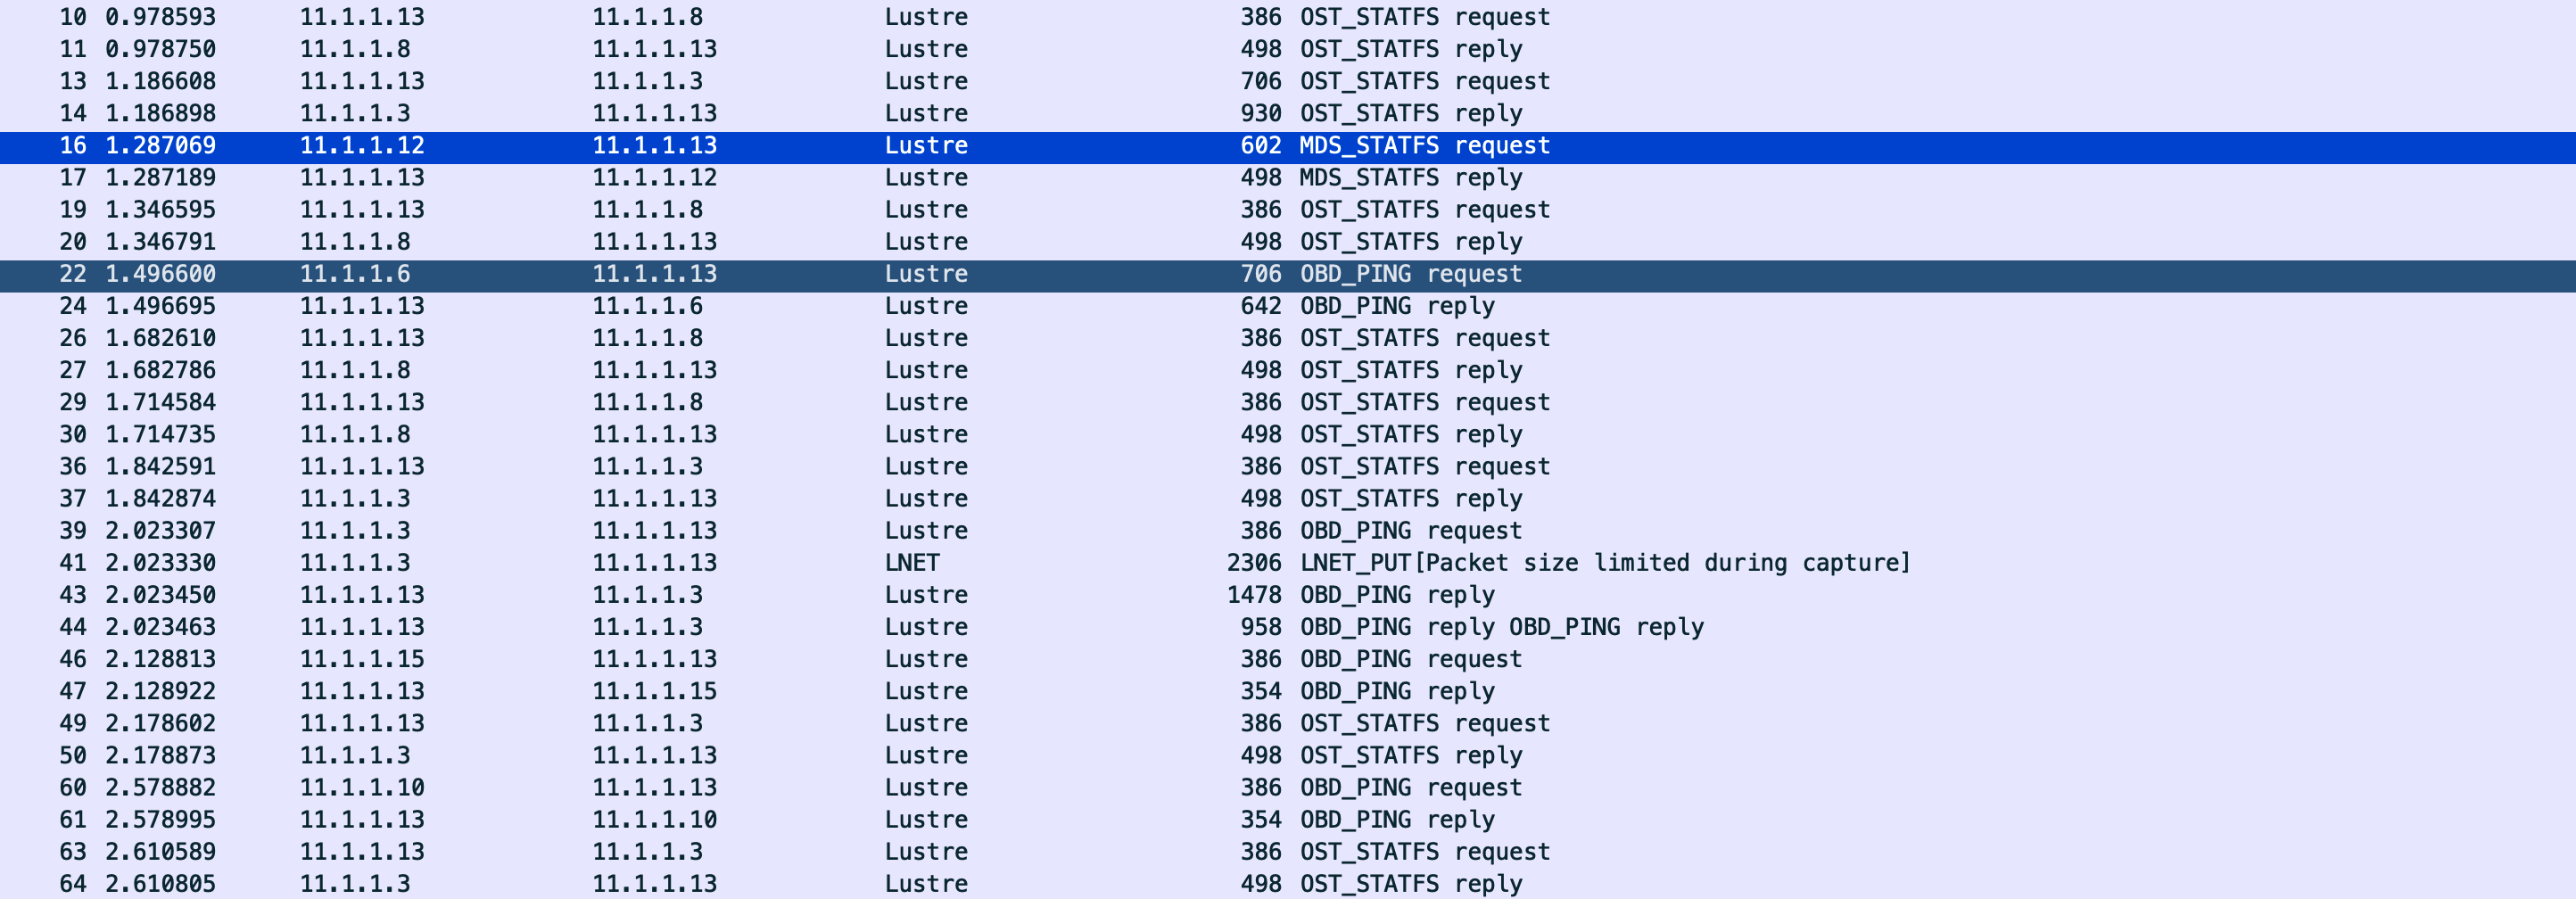 10 0.978593 11.1.1.13 11.1.1.8 Lustre 386 OST_STATFS request
11 0.978750 11.1.1.8 11.1.1.13 Lustre 498 OST_STATFS reply
13 1.186608 11.1.1.13 11.1.1.3 Lustre 706 OST_STATFS request
14 1.186898 11.1.1.3 11.1.1.13 Lustre 930 OST_STATFS reply
16 1.287069 11.1.1.12 11.1.1.13 Lustre 602 MDS_STATFS request
17 1.287189 11.1.1.13 11.1.1.12 Lustre 498 MDS_STATFS reply
19 1.346595 11.1.1.13 11.1.1.8 Lustre 386 OST_STATFS request
20 1.346791 11.1.1.8 11.1.1.13 Lustre 498 OST_STATFS reply
22 1.496600 11.1.1.6 11.1.1.13 Lustre 706 OBD_PING request
24 1.496695 11.1.1.13 11.1.1.6 Lustre 642 OBD_PING reply
26 1.682610 11.1.1.13 11.1.1.8 Lustre 386 OST_STATFS request
27 1.682786 11.1.1.8 11.1.1.13 Lustre 498 OST_STATFS reply
29 1.714584 11.1.1.13 11.1.1.8 Lustre 386 OST_STATFS request
30 1.714735 11.1.1.8 11.1.1.13 Lustre 498 OST_STATFS reply
36 1.842591 11.1.1.13 11.1.1.3 Lustre 386 OST_STATFS request
37 1.842874 11.1.1.3 11.1.1.13 Lustre 498 OST_STATFS reply
39 2.023307 11.1.1.3 11.1.1.13 Lustre 386 OBD_PING request
41 2.023330 11.1.1.3 11.1.1.13 LNET 2306 LNET_PUT[Packet size limited during capture]
43 2.023450 11.1.1.13 11.1.1.3 Lustre 1478 OBD_PING reply
44 2.023463 11.1.1.13 11.1.1.3 Lustre 958 OBD_PING reply OBD_PING reply
46 2.128813 11.1.1.15 11.1.1.13 Lustre 386 OBD_PING request
47 2.128922 11.1.1.13 11.1.1.15 Lustre 354 OBD_PING reply
49 2.178602 11.1.1.13 11.1.1.3 Lustre 386 OST_STATFS request
50 2.178873 11.1.1.3 11.1.1.13 Lustre 498 OST_STATFS reply
60 2.578882 11.1.1.10 11.1.1.13 Lustre 386 OBD_PING request
61 2.578995 11.1.1.13 11.1.1.10 Lustre 354 OBD_PING reply
63 2.610589 11.1.1.13 11.1.1.3 Lustre 386 OST_STATFS request
64 2.610805 11.1.1.3 11.1.1.13 Lustre 498 OST_STATFS reply